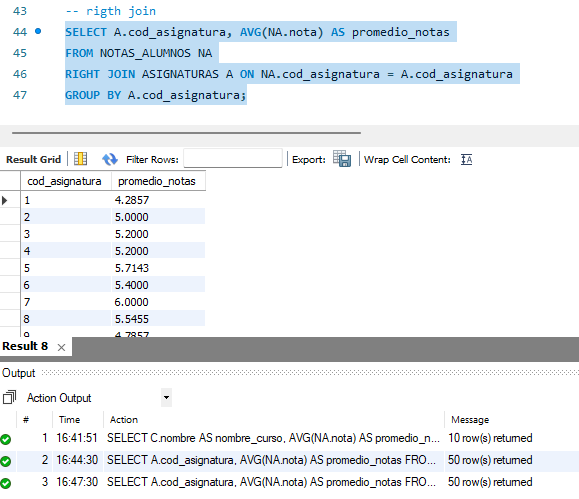 43 -- rigth join
44 SELECT A.cod_asignatura, AVG(NA.nota) AS promedio_notas
45 FROM NOTAS_ALUMNOS NA
46 RIGHT JOIN ASIGNATURAS A ON NA.cod_asignatura = A.cod_asignatura
47 GROUP BY A.cod_asignatura;
Result Grid Filter Rows: Export: Wrap Cell Content:
cod_asignatura promedio_notas
1 4.2857
2 5.0000
3 5.2000
4 5.2000
5 5.7143
6 5.4000
7 6.0000
8 5.5455
9 4.7857
Result 8 ×
Output
Action Output
# Time Action Message
1 16:41:51 SELECT C.nombre AS nombre_curso, AVG(NA.nota) AS promedio_n... 10 row(s) returned
2 16:44:30 SELECT A.cod_asignatura, AVG(NA.nota) AS promedio_notas FRO... 50 row(s) returned
3 16:47:30 SELECT A.cod_asignatura, AVG(NA.nota) AS promedio_notas FRO... 50 row(s) returned